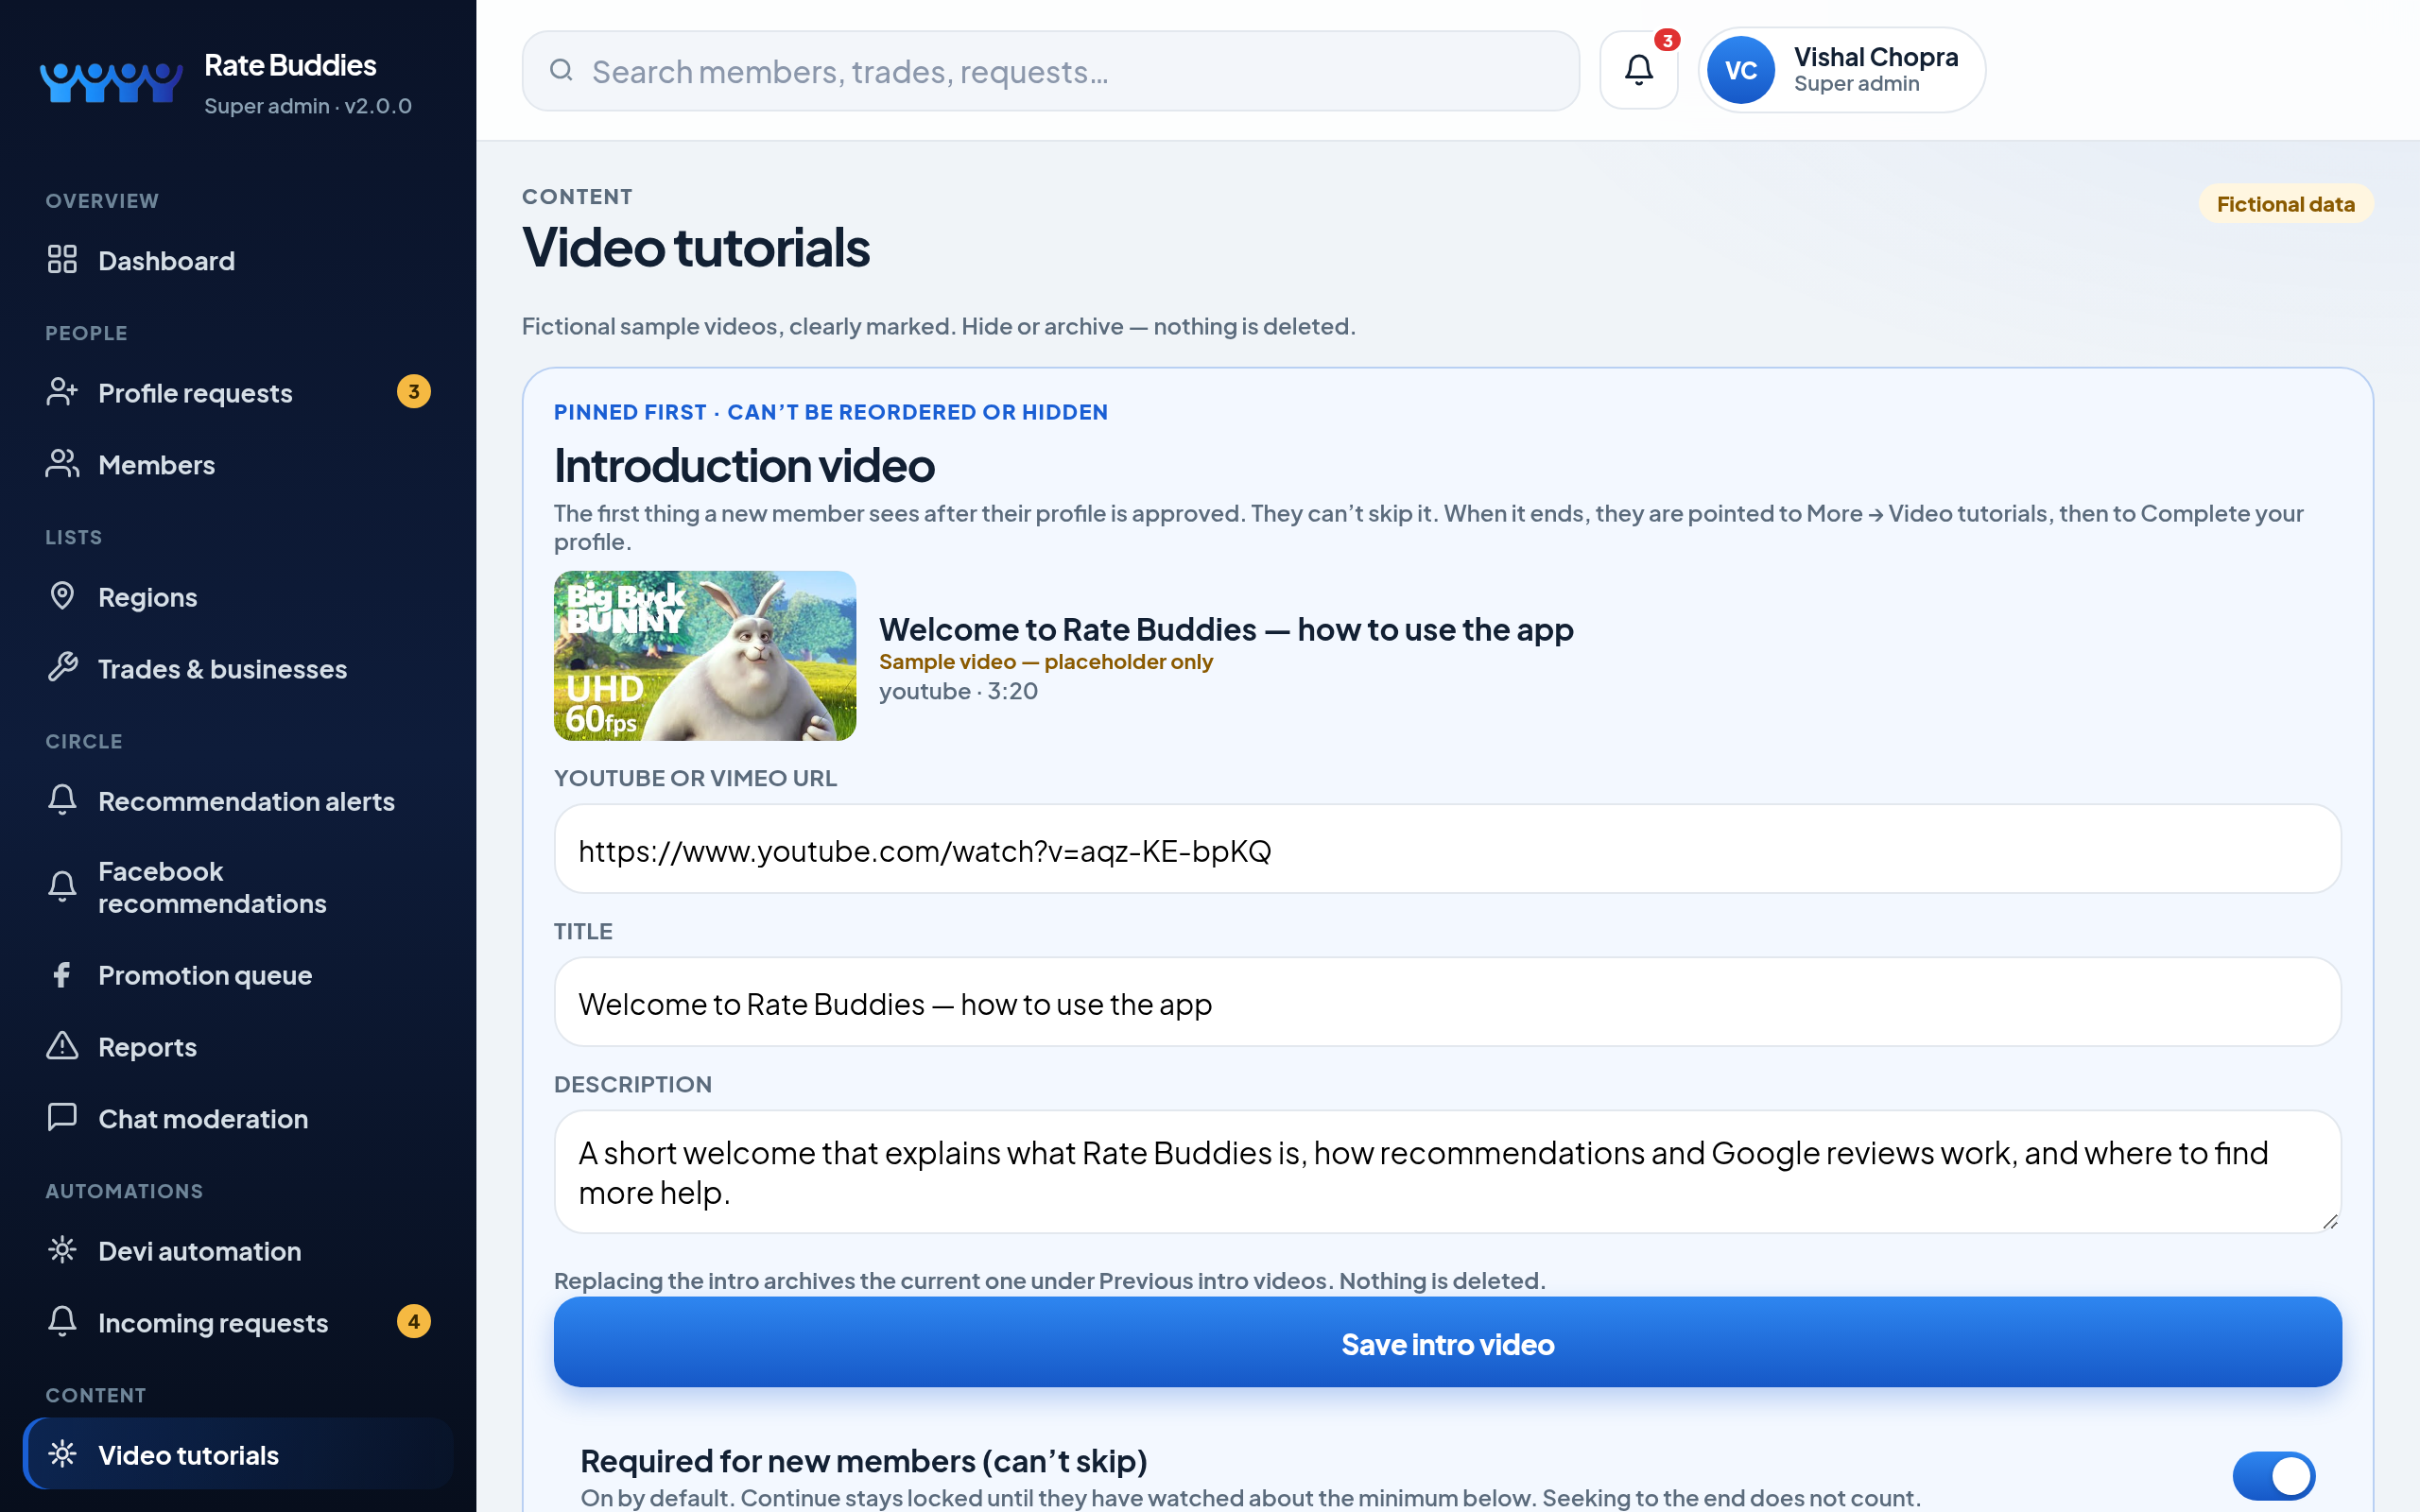 Rate Buddies
Super admin · v2.0.0
OVERVIEW
Dashboard
PEOPLE
Profile requests
3
Members
LISTS
Regions
Trades & businesses
CIRCLE
Recommendation alerts
Facebook
recommendations
Promotion queue
Reports
Chat moderation
AUTOMATIONS
Devi automation
Incoming requests
4
CONTENT
Video tutorials
Search members, trades, requests…
3
VC
Vishal Chopra
Super admin
CONTENT
Fictional data
Video tutorials
Fictional sample videos, clearly marked. Hide or archive — nothing is deleted.
PINNED FIRST · CAN’T BE REORDERED OR HIDDEN
Introduction video
The first thing a new member sees after their profile is approved. They can’t skip it. When it ends, they are pointed to More → Video tutorials, then to Complete your
profile.
Big Buck
BUNNY
UHD
60fps
Welcome to Rate Buddies — how to use the app
Sample video — placeholder only
youtube · 3:20
YOUTUBE OR VIMEO URL
https://www.youtube.com/watch?v=aqz-KE-bpKQ
TITLE
Welcome to Rate Buddies — how to use the app
DESCRIPTION
A short welcome that explains what Rate Buddies is, how recommendations and Google reviews work, and where to find
more help.
Replacing the intro archives the current one under Previous intro videos. Nothing is deleted.
Save intro video
Required for new members (can’t skip)
On by default. Continue stays locked until they have watched about the minimum below. Seeking to the end does not count.